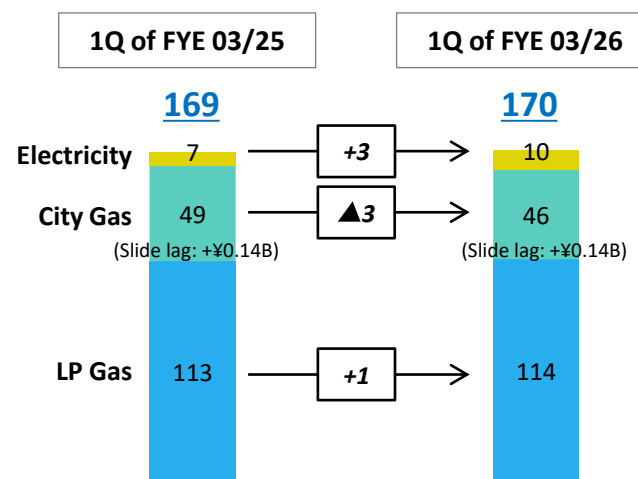 1Q of FYE 03/25
1Q of FYE 03/26
169
170
Electricity
7
+3
10
City Gas
49
▲3
46
(Slide lag: +¥0.14B)
(Slide lag: +¥0.14B)
LP Gas
113
+1
114